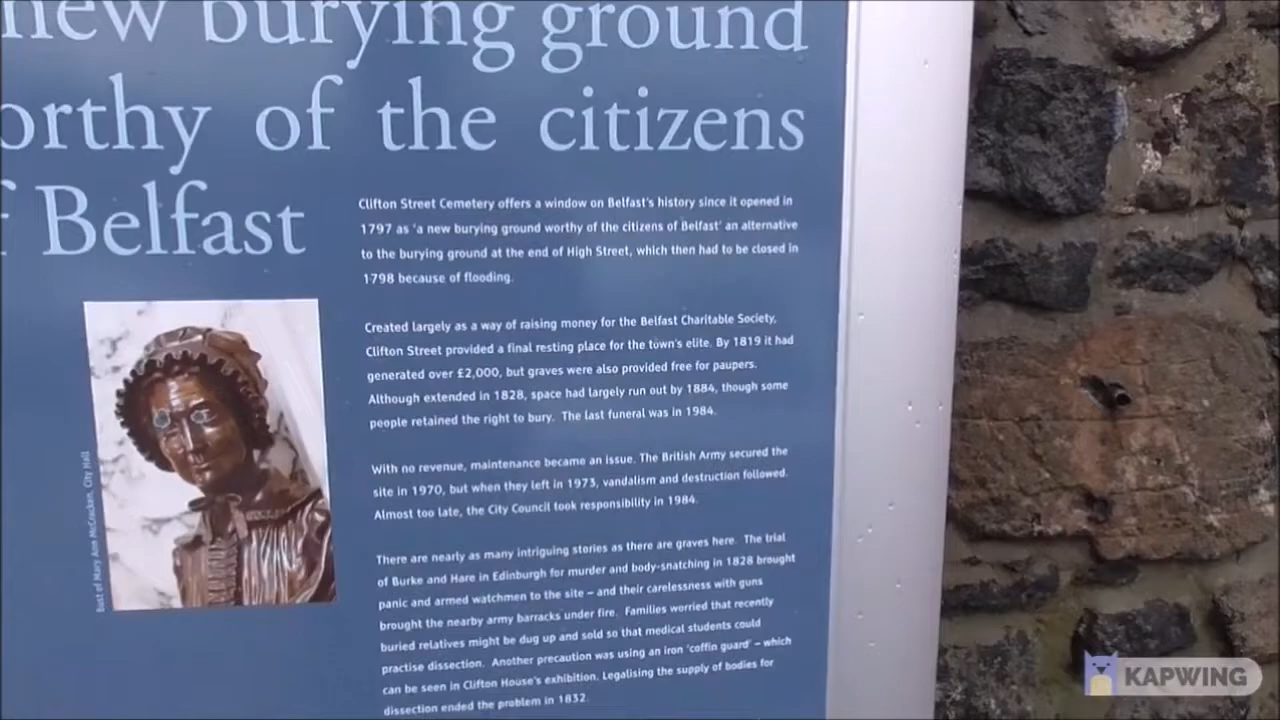 new burying ground
orthy of the citizens
f Belfast
Clifton Street Cemetery offers a window on Belfast's history since it opened in
1797 as 'a new burying ground worthy of the citizens of Belfast' an alternative
to the burying ground at the end of High Street, which then had to be closed in
1798 because of flooding.
Created largely as a way of raising money for the Belfast Charitable Society,
Clifton Street provided a final resting place for the town's elite. By 1819 it had
generated over £2,000, but graves were also provided free for paupers.
Although extended in 1828, space had largely run out by 1884, though some
people retained the right to bury. The last funeral was in 1984.
With no revenue, maintenance became an issue. The British Army secured the
site in 1970, but when they left in 1973, vandalism and destruction followed.
Almost too late, the City Council took responsibility in 1984.
There are nearly as many intriguing stories as there are graves here. The trial
of Burke and Hare in Edinburgh for murder and body-snatching in 1828 brought
panic and armed watchmen to the site – and their carelessness with guns
brought the nearby army barracks under fire. Families worried that recently
buried relatives might be dug up and sold so that medical students could
practise dissection. Another precaution was using an iron 'coffin guard' – which
can be seen in Clifton House's exhibition. Legalising the supply of bodies for
dissection ended the problem in 1832.
Bust of Mary Ann McCracken, City Hall
KAPWING